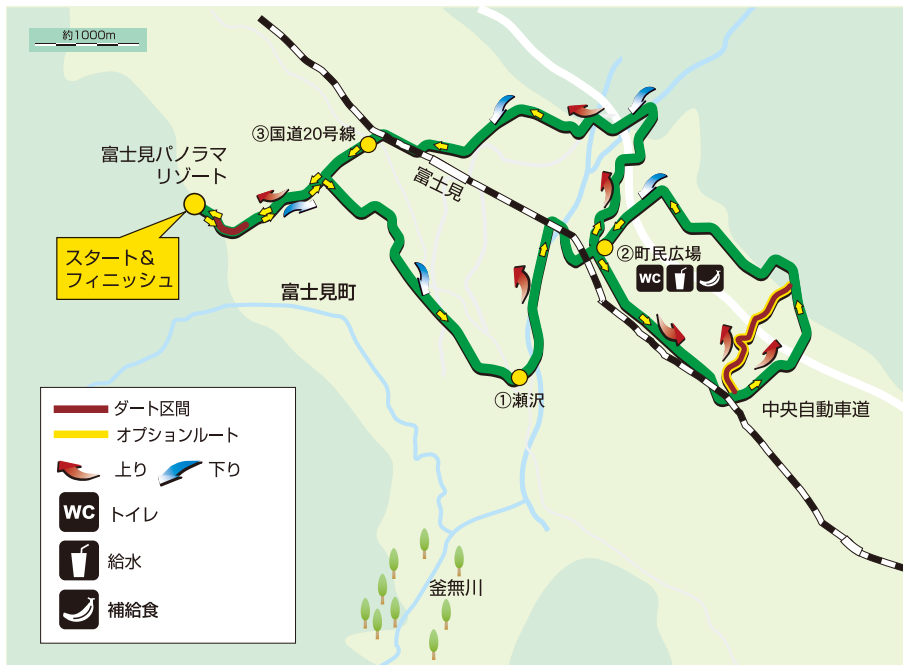 約1000m
③国道20号線
富士見パノラマ
リゾート
富士見
スタート&
フィニッシュ
②町民広場
WC
富士見町
①瀬沢
中央自動車道
ダート区間
オプションルート
上り
下り
WC
トイレ
給水
補給食
釜無川